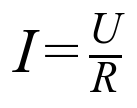 I = U/R